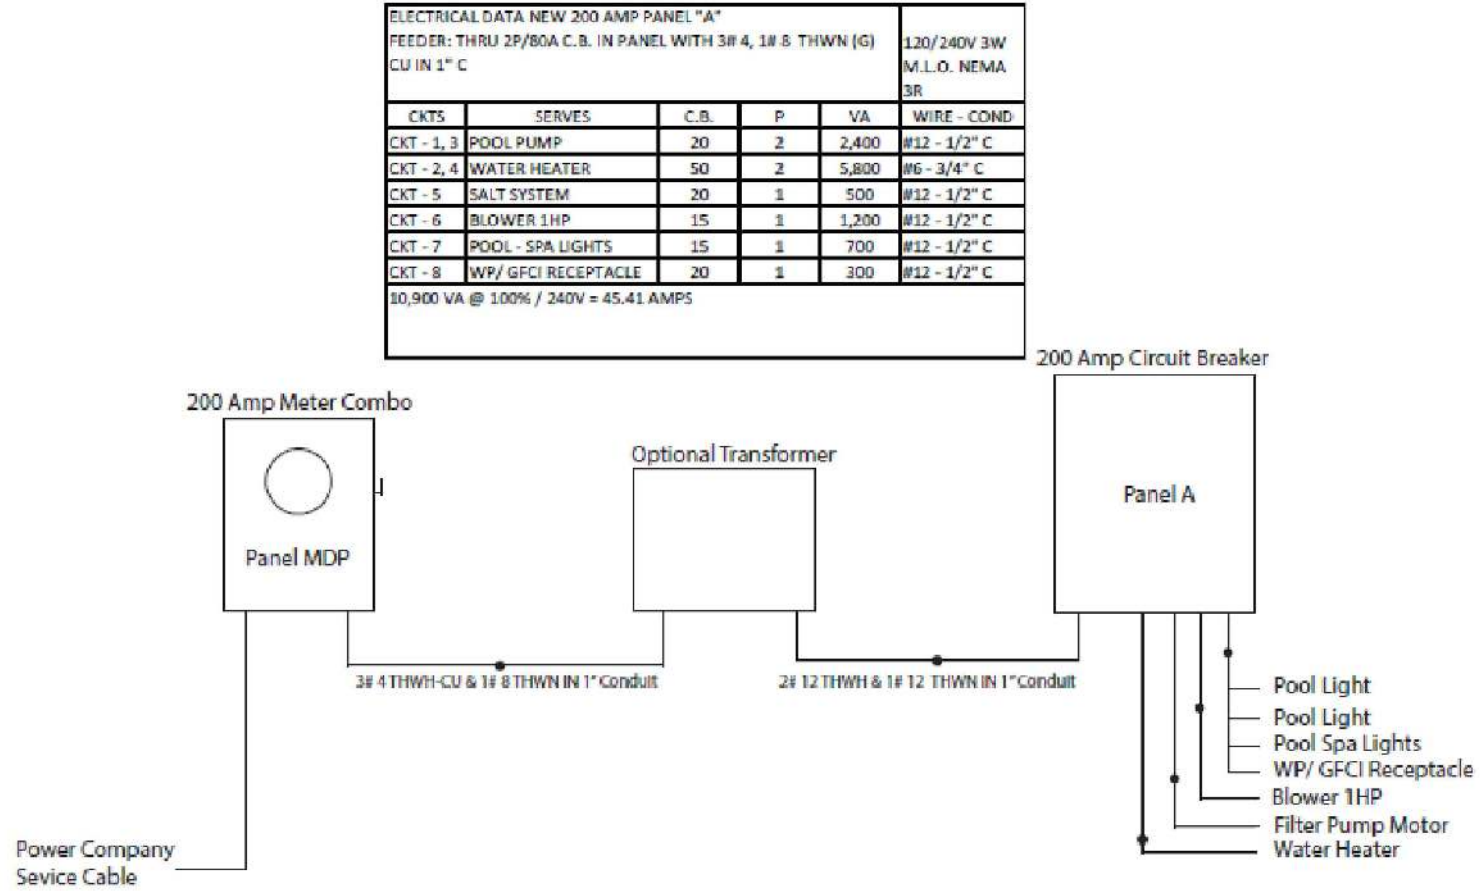 ELECTRICAL DATA NEW 200 AMP PANEL "A"
FEEDER: THRU 2P/80A C.B. IN PANEL WITH 3# 4, 1# 8 THWN (G)
CU IN 1" C
120/240V 3W
M.L.O. NEMA
3R
CKTS SERVES C.B. P VA WIRE - COND
CKT - 1, 3 POOL PUMP 20 2 2,400 #12 - 1/2" C
CKT - 2, 4 WATER HEATER 50 2 5,800 #6 - 3/4" C
CKT - 5 SALT SYSTEM 20 1 500 #12 - 1/2" C
CKT - 6 BLOWER 1HP 15 1 1,200 #12 - 1/2" C
CKT - 7 POOL - SPA LIGHTS 15 1 700 #12 - 1/2" C
CKT - 8 WP/ GFCI RECEPTACLE 20 1 300 #12 - 1/2" C
10,900 VA @ 100% / 240V = 45.41 AMPS
200 Amp Circuit Breaker
200 Amp Meter Combo
Optional Transformer
Panel A
Panel MDP
3# 4 THWH-CU & 1# 8 THWN IN 1" Conduit
2# 12 THWH & 1# 12 THWN IN 1" Conduit
Pool Light
Pool Light
Pool Spa Lights
WP/ GFCI Receptacle
Blower 1HP
Filter Pump Motor
Water Heater
Power Company
Sevice Cable